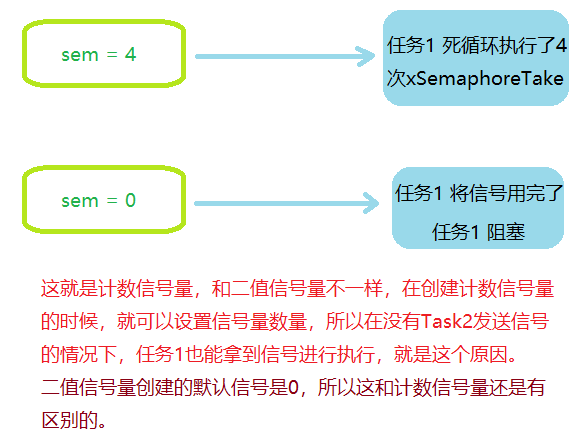 sem = 4
任务1 死循环执行了4
次xSemaphoreTake
sem = 0
任务1 将信号用完了
任务1 阻塞
这就是计数信号量，和二值信号量不一样，在创建计数信号量
的时候，就可以设置信号量数量，所以在没有Task2发送信号
的情况下，任务1也能拿到信号进行执行，就是这个原因。
二值信号量创建的默认信号是0，所以这和计数信号量还是有
区别的。